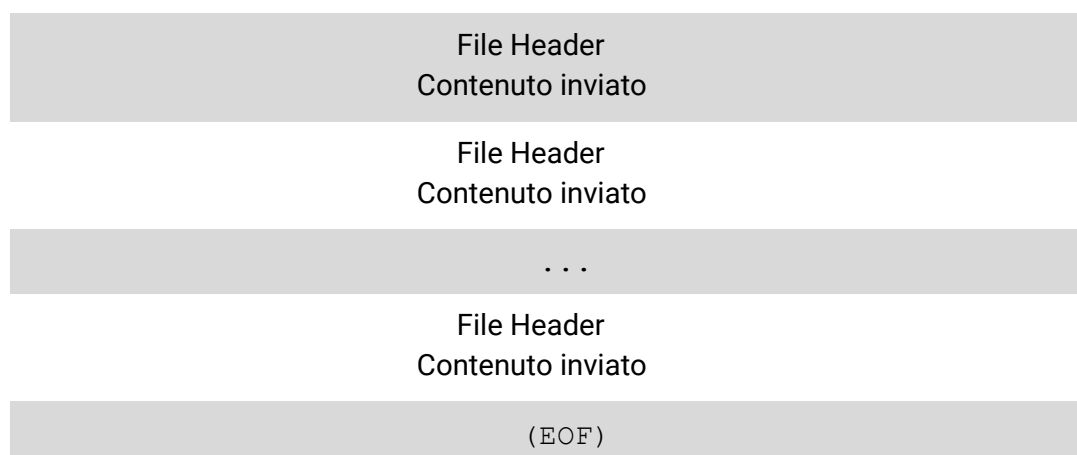 File Header
Contenuto inviato
File Header
Contenuto inviato
...
File Header
Contenuto inviato
(EOF)